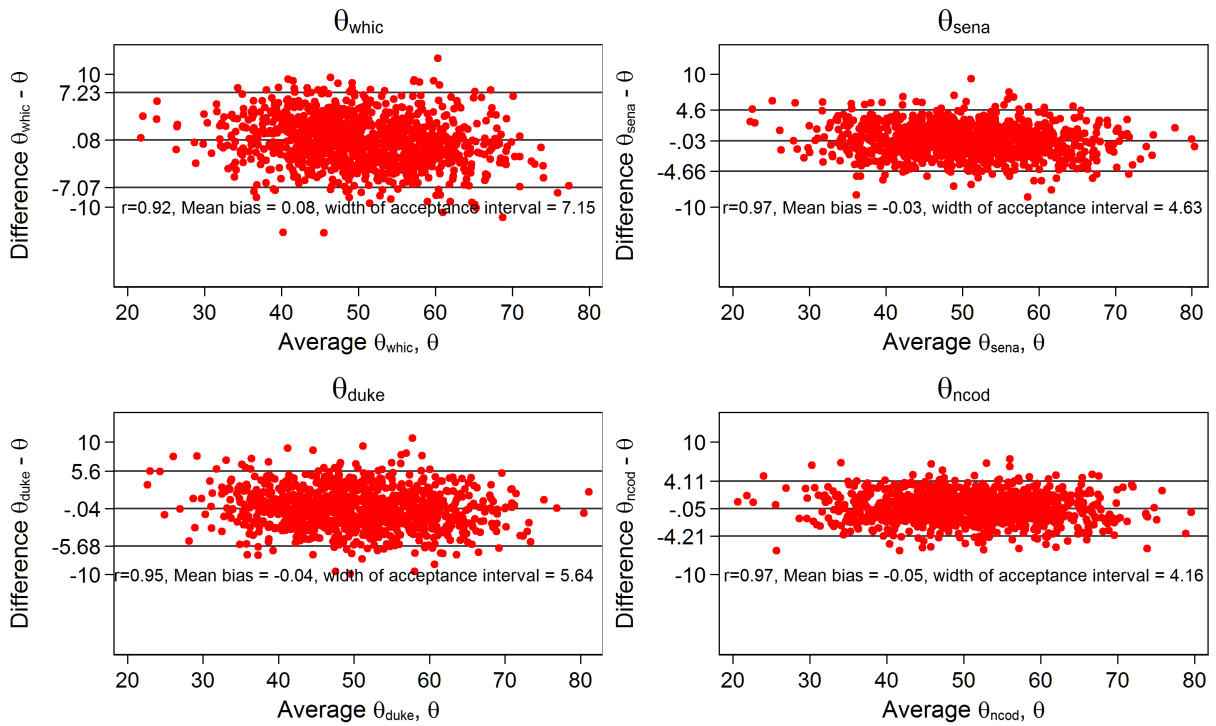 θwhic
Difference θwhic - θ
10
7.23
.08
-7.07
-10
r=0.92, Mean bias = 0.08, width of acceptance interval = 7.15
20 30 40 50 60 70 80
Average θwhic, θ
θsena
Difference θsena - θ
10
4.6
-.03
-4.66
-10
r=0.97, Mean bias = -0.03, width of acceptance interval = 4.63
20 30 40 50 60 70 80
Average θsena, θ
θduke
Difference θduke - θ
10
5.6
-.04
-5.68
-10
r=0.95, Mean bias = -0.04, width of acceptance interval = 5.64
20 30 40 50 60 70 80
Average θduke, θ
θncod
Difference θncod - θ
10
4.11
-.05
-4.21
-10
r=0.97, Mean bias = -0.05, width of acceptance interval = 4.16
20 30 40 50 60 70 80
Average θncod, θ